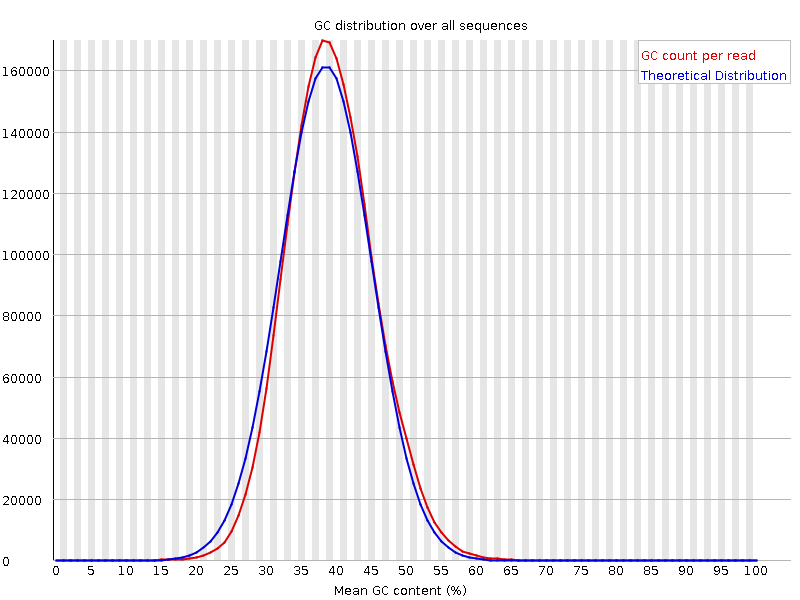 GC distribution over all sequences
GC count per read
Theoretical Distribution
160000
140000
120000
100000
80000
60000
40000
20000
0
0 5 10 15 20 25 30 35 40 45 50 55 60 65 70 75 80 85 90 95 100
Mean GC content (%)